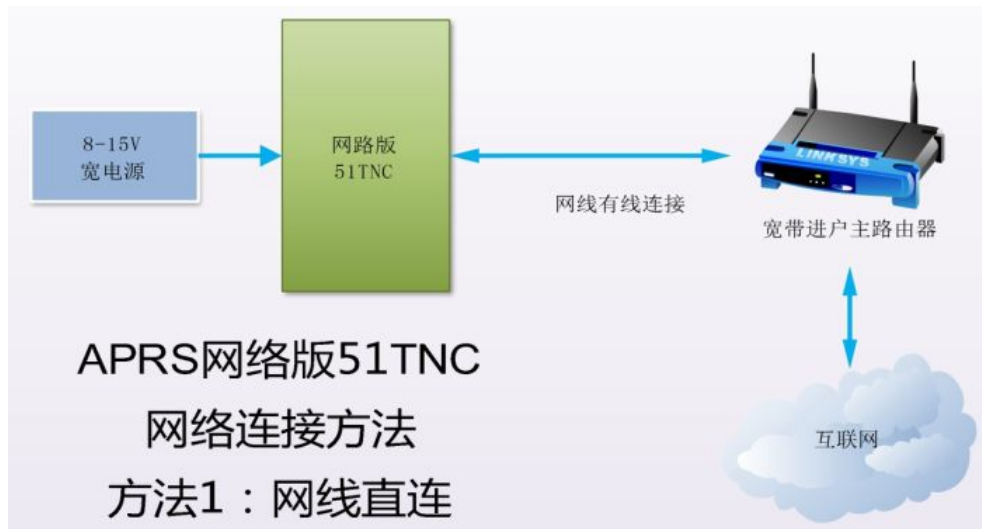 8-15V
宽电源
网路版
51TNC
网线有线连接
LINKSYS
宽带进户主路由器
互联网
APRS网络版51TNC
网络连接方法
方法1：网线直连